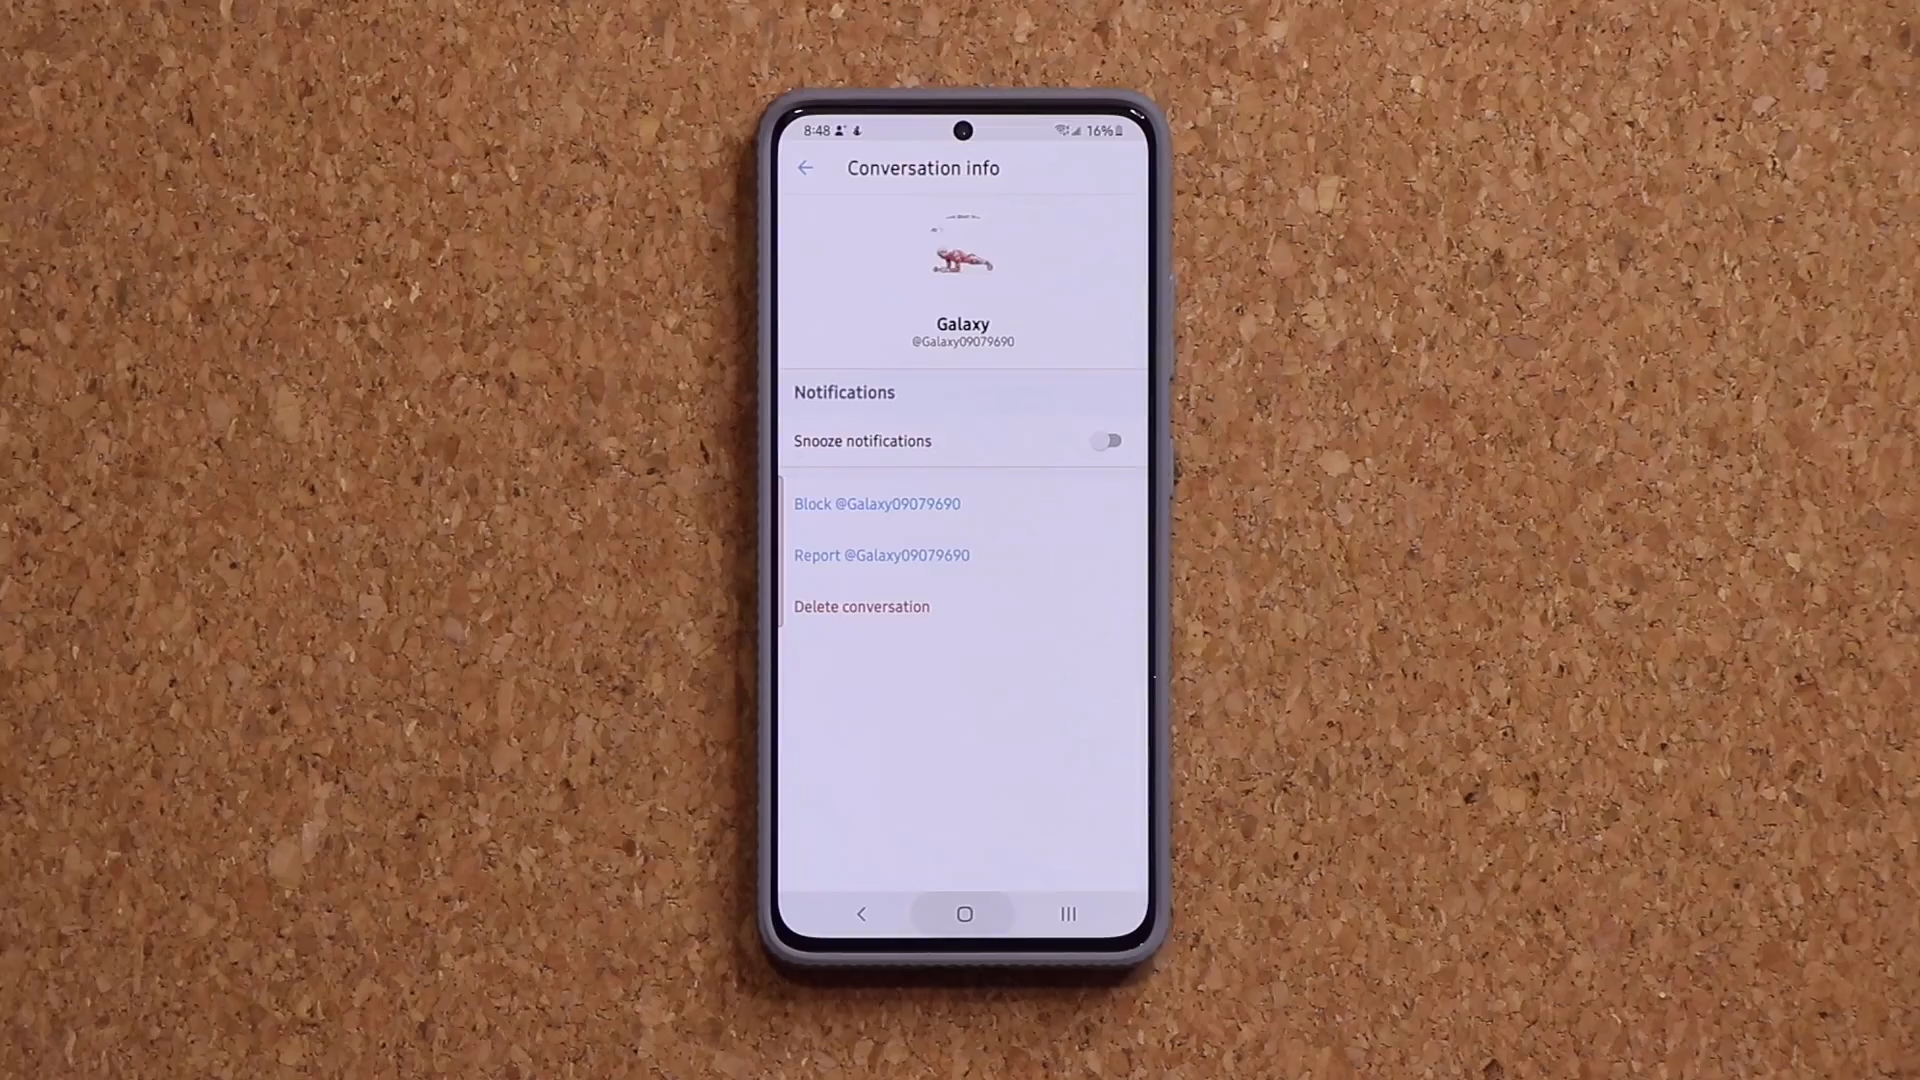 8:48
16%
Conversation info
Galaxy
@Galaxy09079690
Notifications
Snooze notifications
Block @Galaxy09079690
Report @Galaxy09079690
Delete conversation